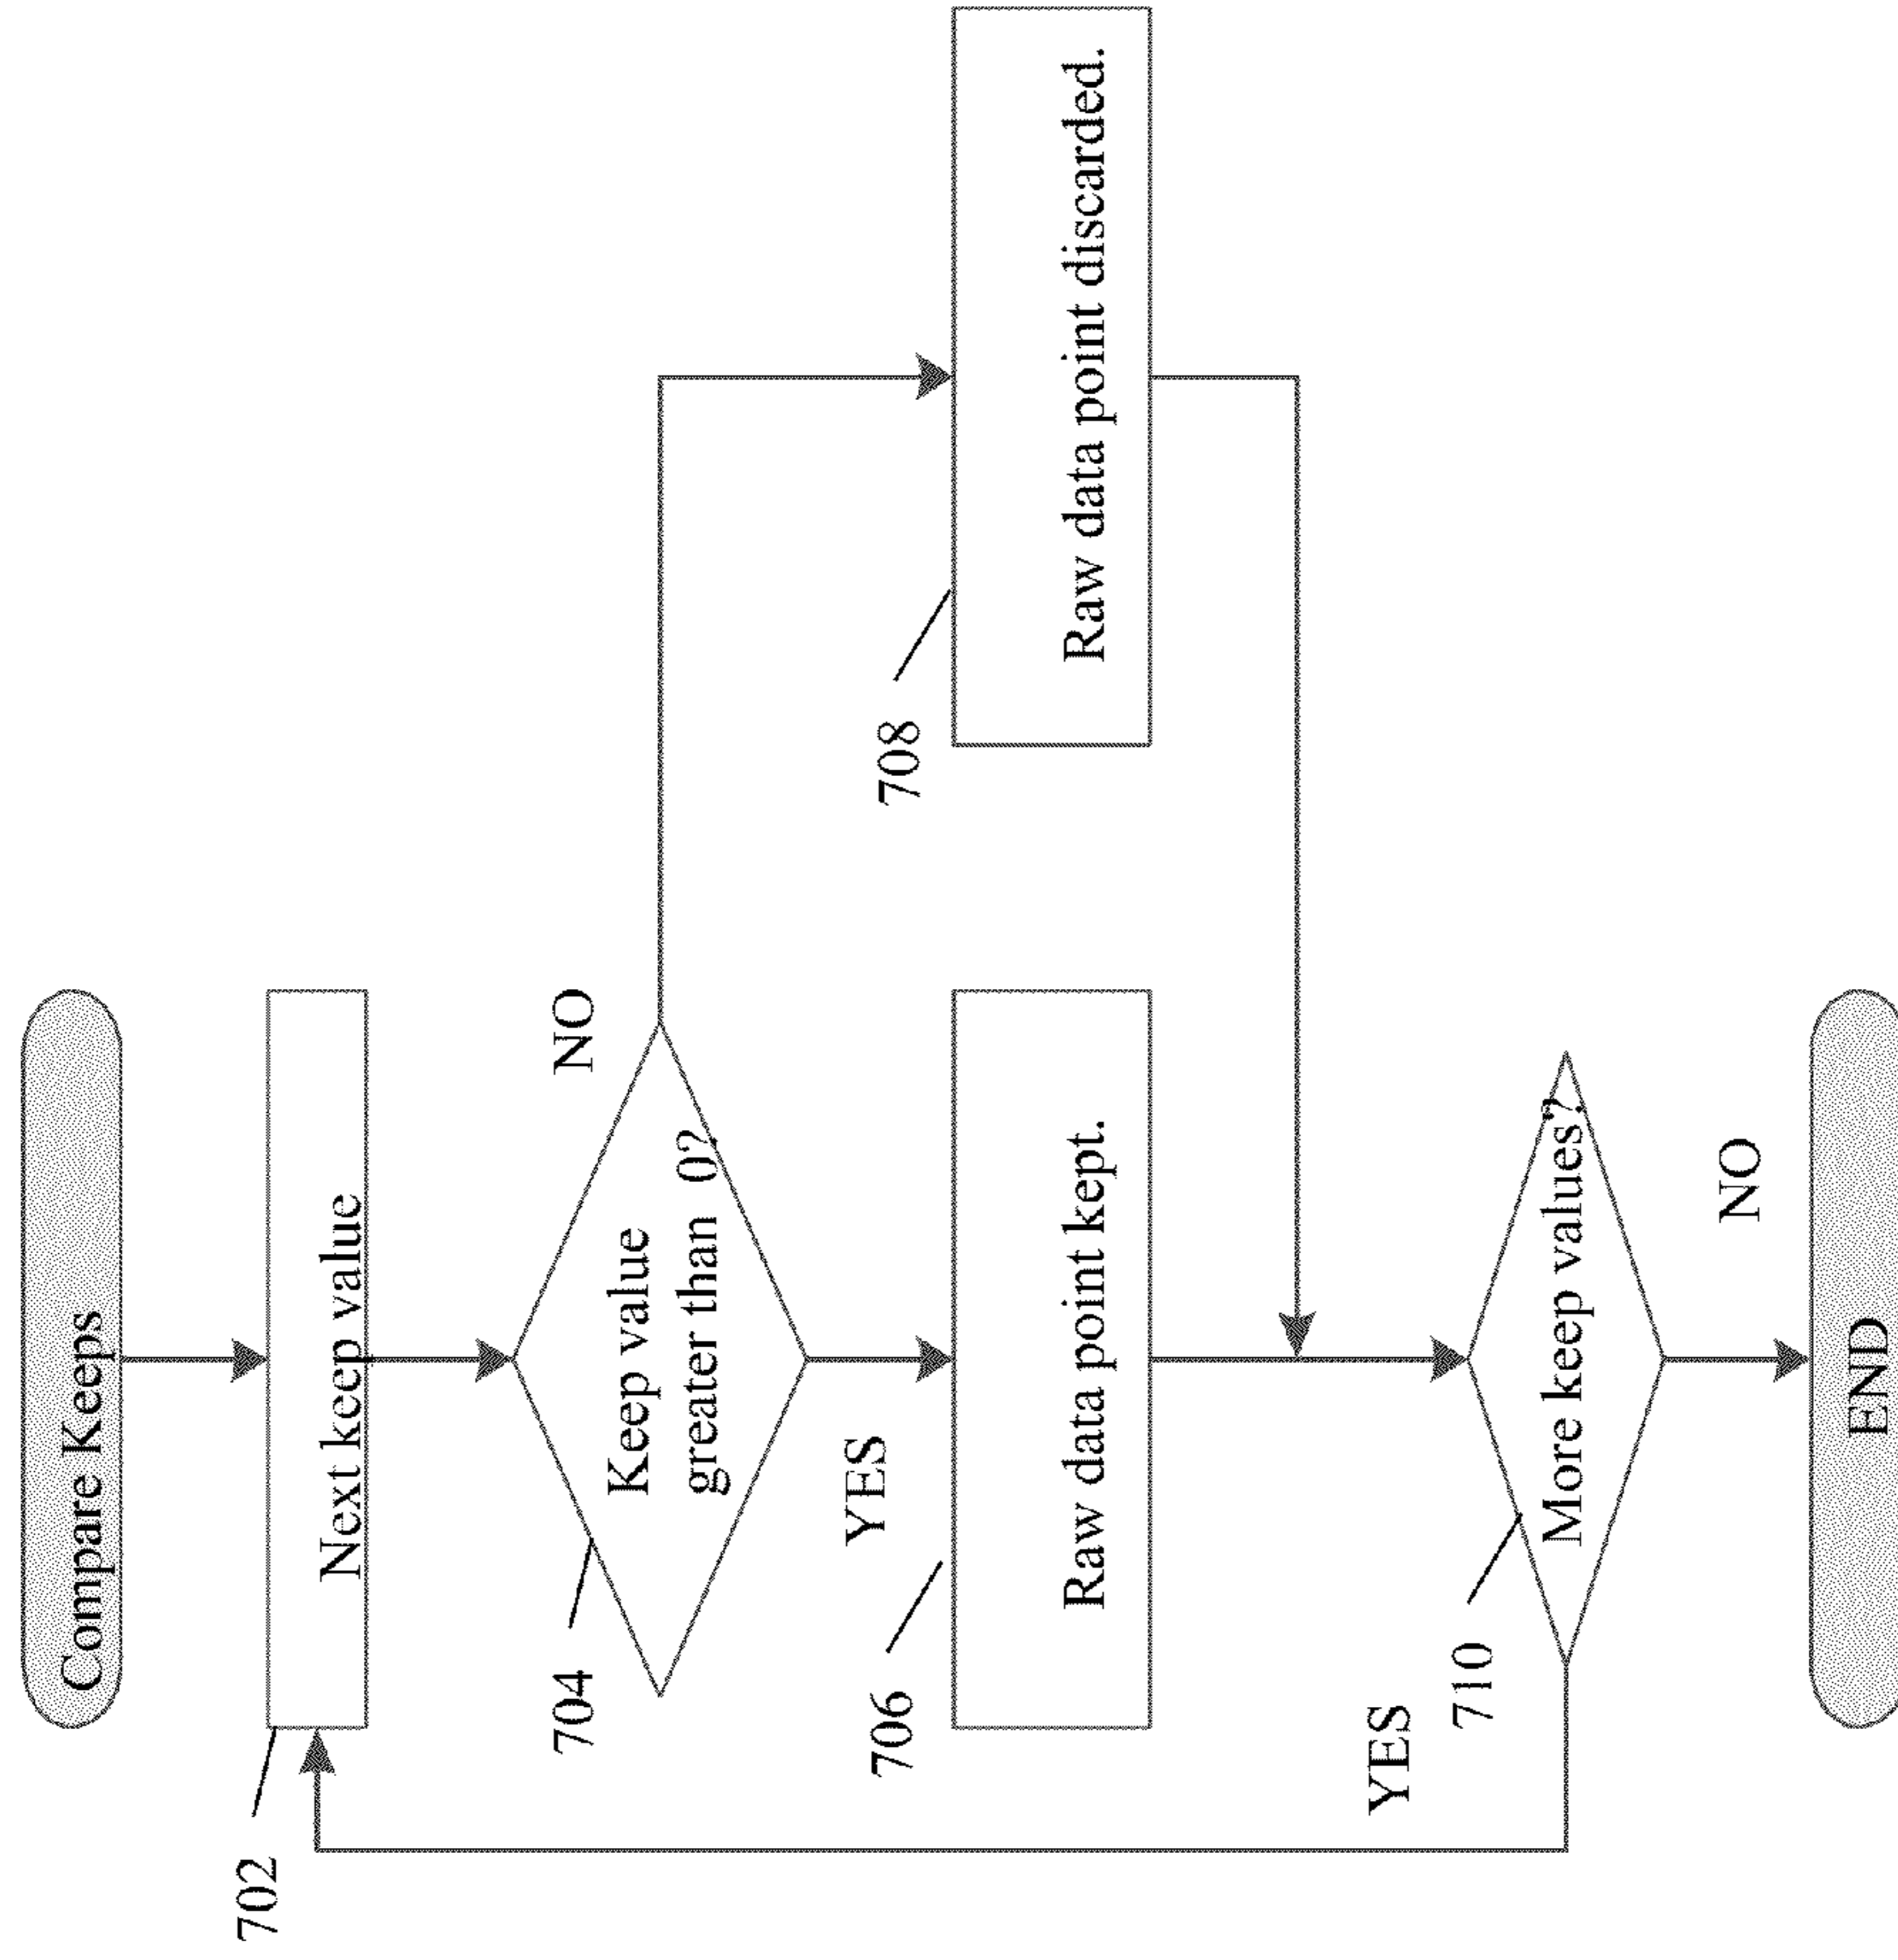 Compare Keeps
702
Next keep value
704
Keep value
greater than 0?
NO
YES
706
Raw data point kept.
708
Raw data point discarded.
YES
710
More keep values?
NO
END